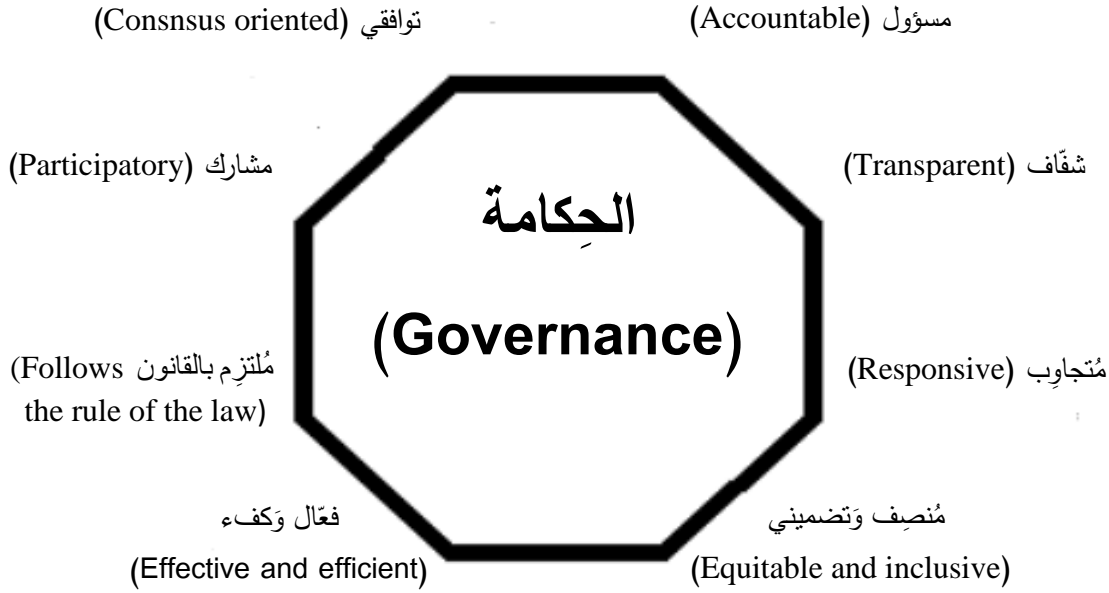 توافقي (Consnsus oriented)
مسؤول (Accountable)
مشارك (Participatory)
شفّاف (Transparent)
الحِكامة
(Governance)
مُلتزِم بالقانون (Follows
the rule of the law)
مُتجاوِب (Responsive)
فعّال وَكفء
(Effective and efficient)
مُنصِف وَتضميني
(Equitable and inclusive)